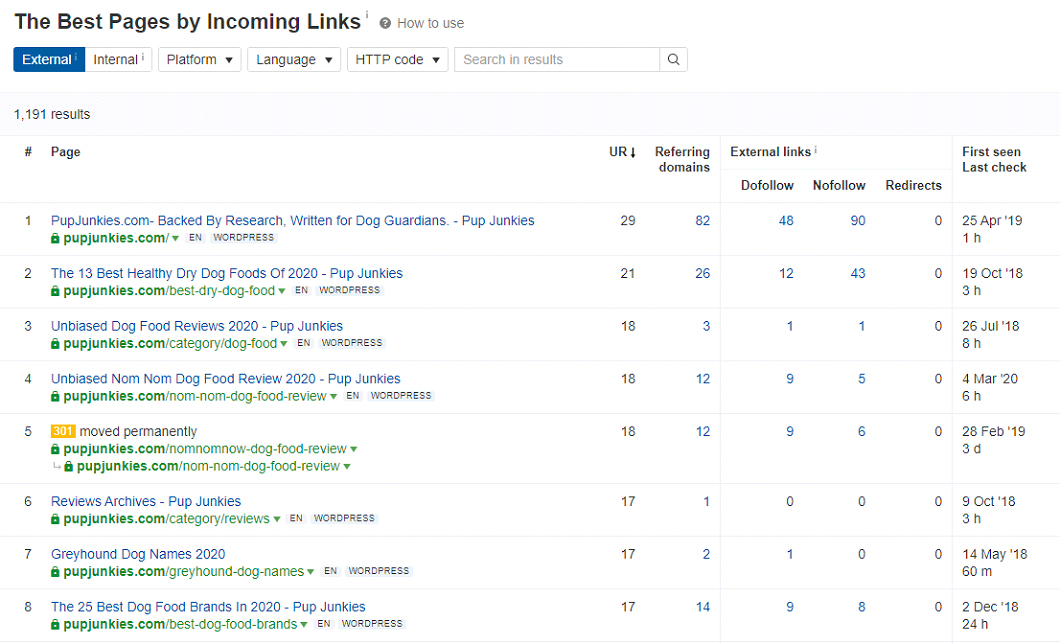 The Best Pages by Incoming Links i ? How to use
External i Internal i Platform ▼ Language ▼ HTTP code ▼ Search in results
1,191 results
# Page UR↓ Referring domains External links i First seen Last check
Dofollow Nofollow Redirects
1 PupJunkies.com- Backed By Research, Written for Dog Guardians. - Pup Junkies 29 82 48 90 0 25 Apr '19
pupjunkies.com/ ▼ EN WORDPRESS 1 h
2 The 13 Best Healthy Dry Dog Foods Of 2020 - Pup Junkies 21 26 12 43 0 19 Oct '18
pupjunkies.com/best-dry-dog-food ▼ EN WORDPRESS 3 h
3 Unbiased Dog Food Reviews 2020 - Pup Junkies 18 3 1 1 0 26 Jul '18
pupjunkies.com/category/dog-food ▼ EN WORDPRESS 8 h
4 Unbiased Nom Nom Dog Food Review 2020 - Pup Junkies 18 12 9 5 0 4 Mar '20
pupjunkies.com/nom-nom-dog-food-review ▼ EN WORDPRESS 6 h
5 301 moved permanently 18 12 9 6 0 28 Feb '19
pupjunkies.com/nomnomnow-dog-food-review ▼ 3 d
pupjunkies.com/nom-nom-dog-food-review ▼
6 Reviews Archives - Pup Junkies 17 1 0 0 0 9 Oct '18
pupjunkies.com/category/reviews ▼ EN WORDPRESS 3 h
7 Greyhound Dog Names 2020 17 2 1 0 0 14 May '18
pupjunkies.com/greyhound-dog-names ▼ EN WORDPRESS 60 m
8 The 25 Best Dog Food Brands In 2020 - Pup Junkies 17 14 9 8 0 2 Dec '18
pupjunkies.com/best-dog-food-brands ▼ EN WORDPRESS 24 h